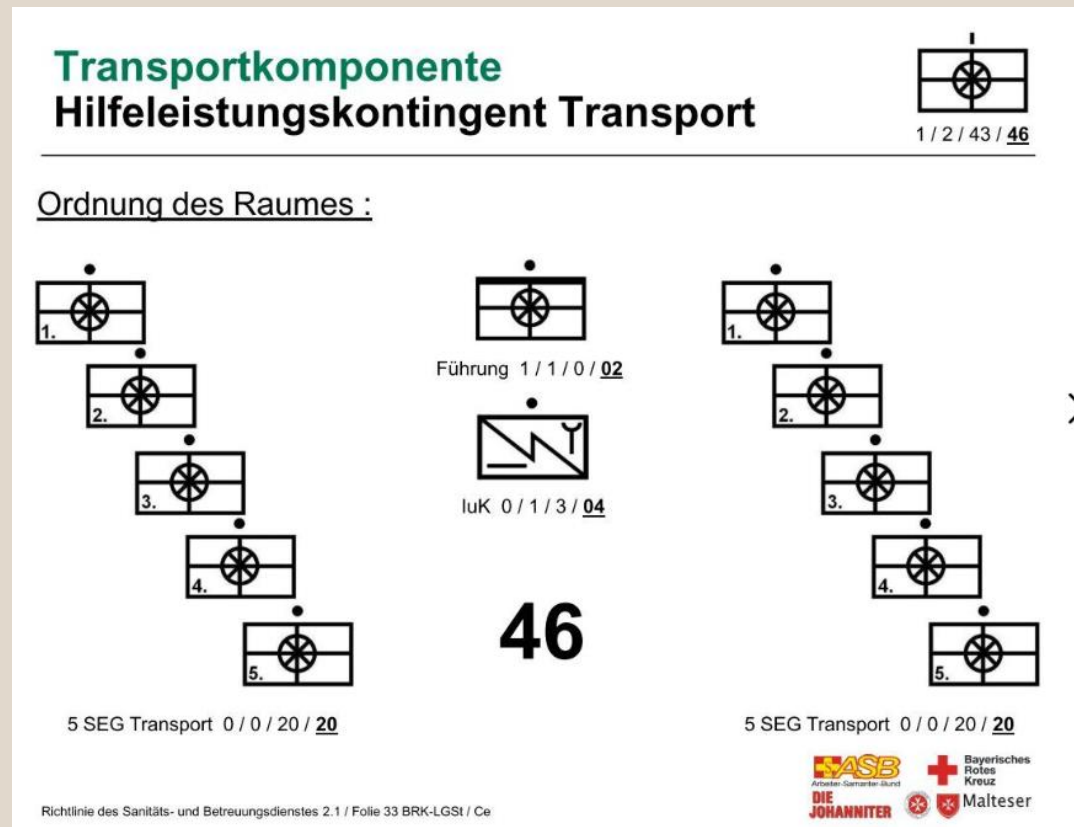 Transportkomponente
Hilfeleistungskontingent Transport
1 / 2 / 43 / 46
Ordnung des Raumes :
1.
2.
3.
4.
5.
5 SEG Transport 0 / 0 / 20 / 20
Führung 1 / 1 / 0 / 02
IuK 0 / 1 / 3 / 04
46
1.
2.
3.
4.
5.
5 SEG Transport 0 / 0 / 20 / 20
ASB
Arbeiter-Samariter-Bund
Bayerisches
Rotes
Kreuz
DIE
JOHANNITER
Malteser
Richtlinie des Sanitäts- und Betreuungsdienstes 2.1 / Folie 33 BRK-LGSt / Ce